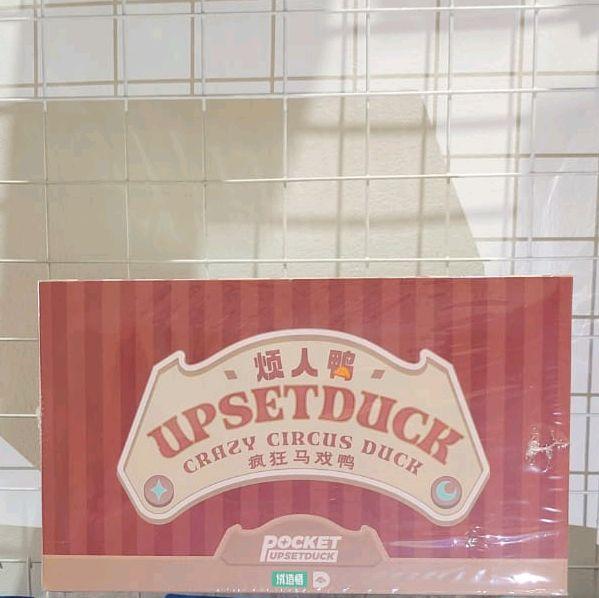 烦人鸭
UPSETDUCK
CRAZY CIRCUS DUCK
疯狂马戏鸭
POCKET
UPSETDUCK